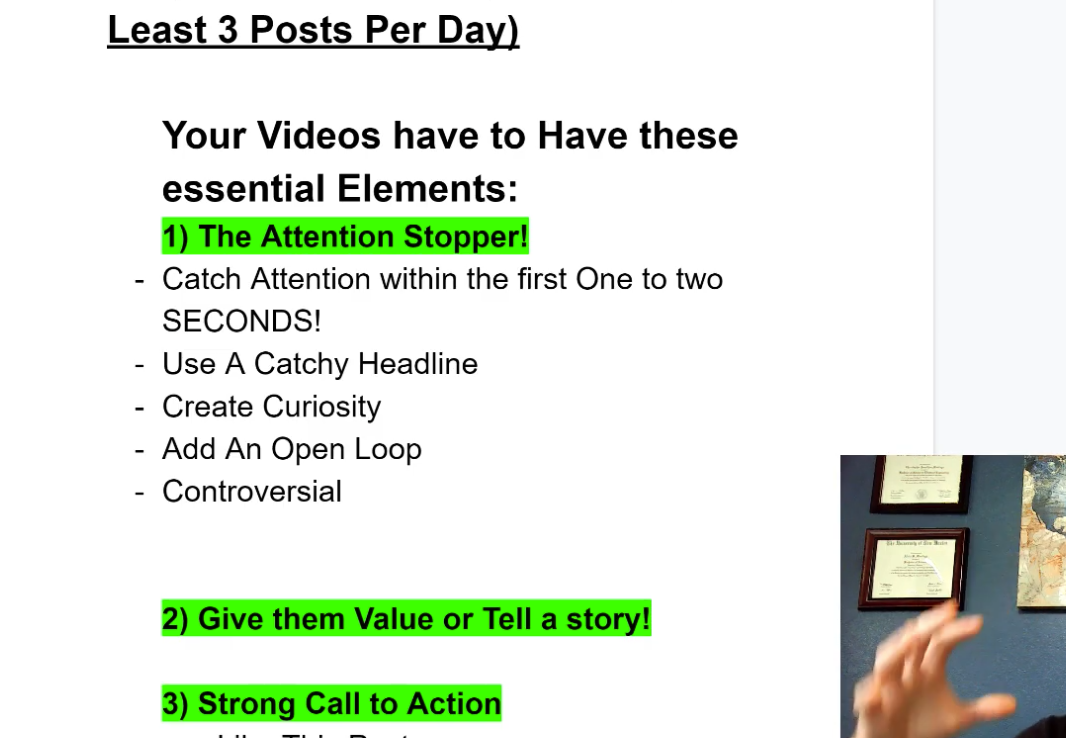 Least 3 Posts Per Day)
Your Videos have to Have these
essential Elements:
1) The Attention Stopper!
- Catch Attention within the first One to two
SECONDS!
- Use A Catchy Headline
- Create Curiosity
- Add An Open Loop
- Controversial
2) Give them Value or Tell a story!
3) Strong Call to Action